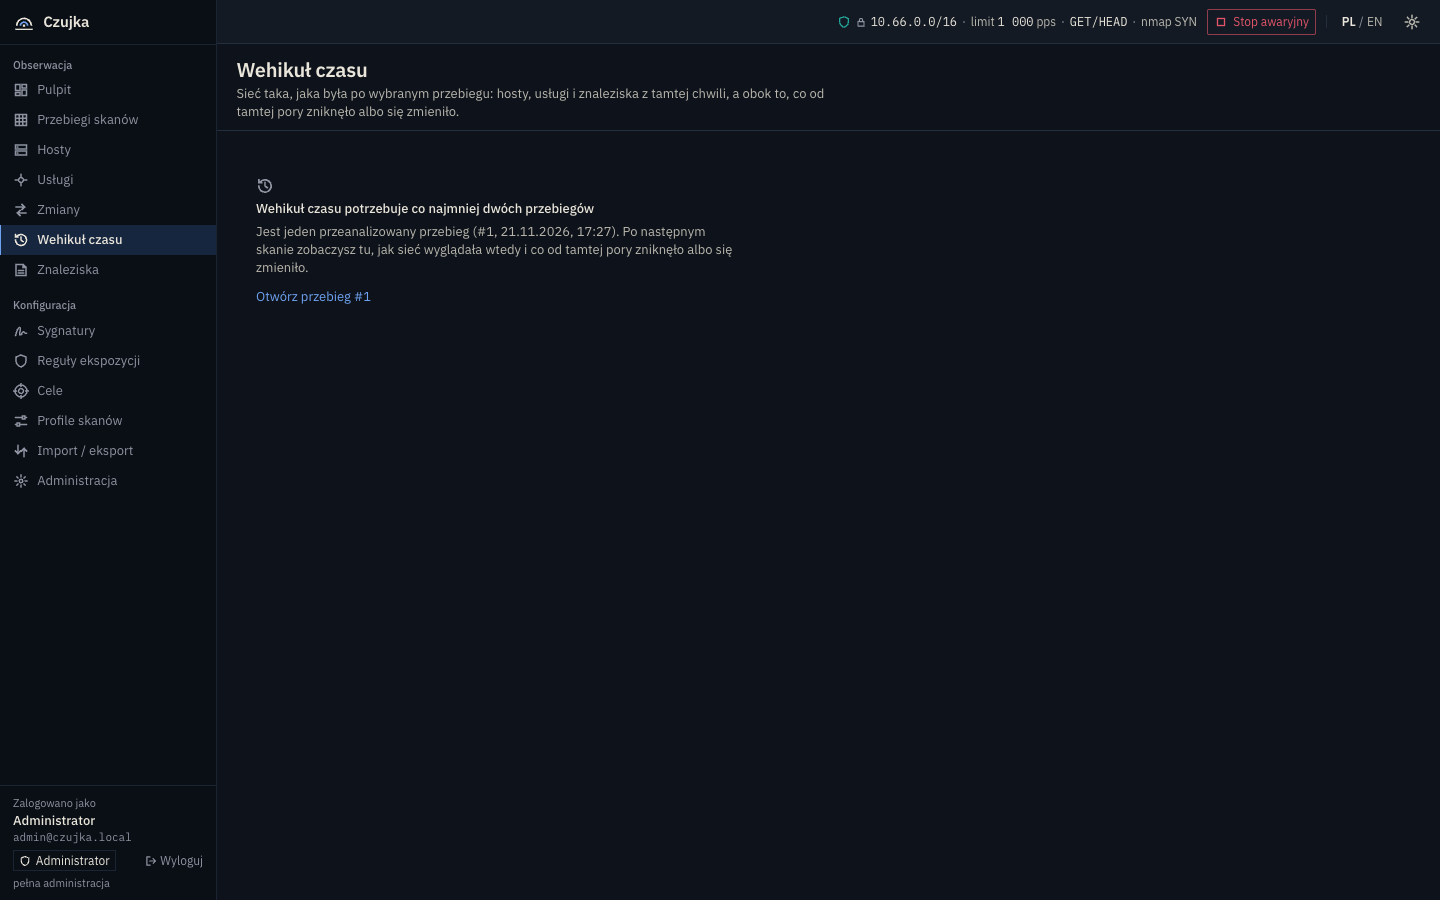 Czujka
10.66.0.0/16 · limit 1 000 pps · GET/HEAD · nmap SYN
Stop awaryjny
PL / EN
Obserwacja
Pulpit
Przebiegi skanów
Hosty
Usługi
Zmiany
Wehikuł czasu
Znaleziska
Konfiguracja
Sygnatury
Reguły ekspozycji
Cele
Profile skanów
Import / eksport
Administracja
Zalogowano jako
Administrator
admin@czujka.local
Administrator
Wyloguj
pełna administracja
Wehikuł czasu
Sieć taka, jaka była po wybranym przebiegu: hosty, usługi i znaleziska z tamtej chwili, a obok to, co od
tamtej pory zniknęło albo się zmieniło.
Wehikuł czasu potrzebuje co najmniej dwóch przebiegów
Jest jeden przeanalizowany przebieg (#1, 21.11.2026, 17:27). Po następnym
skanie zobaczysz tu, jak sieć wyglądała wtedy i co od tamtej pory zniknęło albo się
zmieniło.
Otwórz przebieg #1